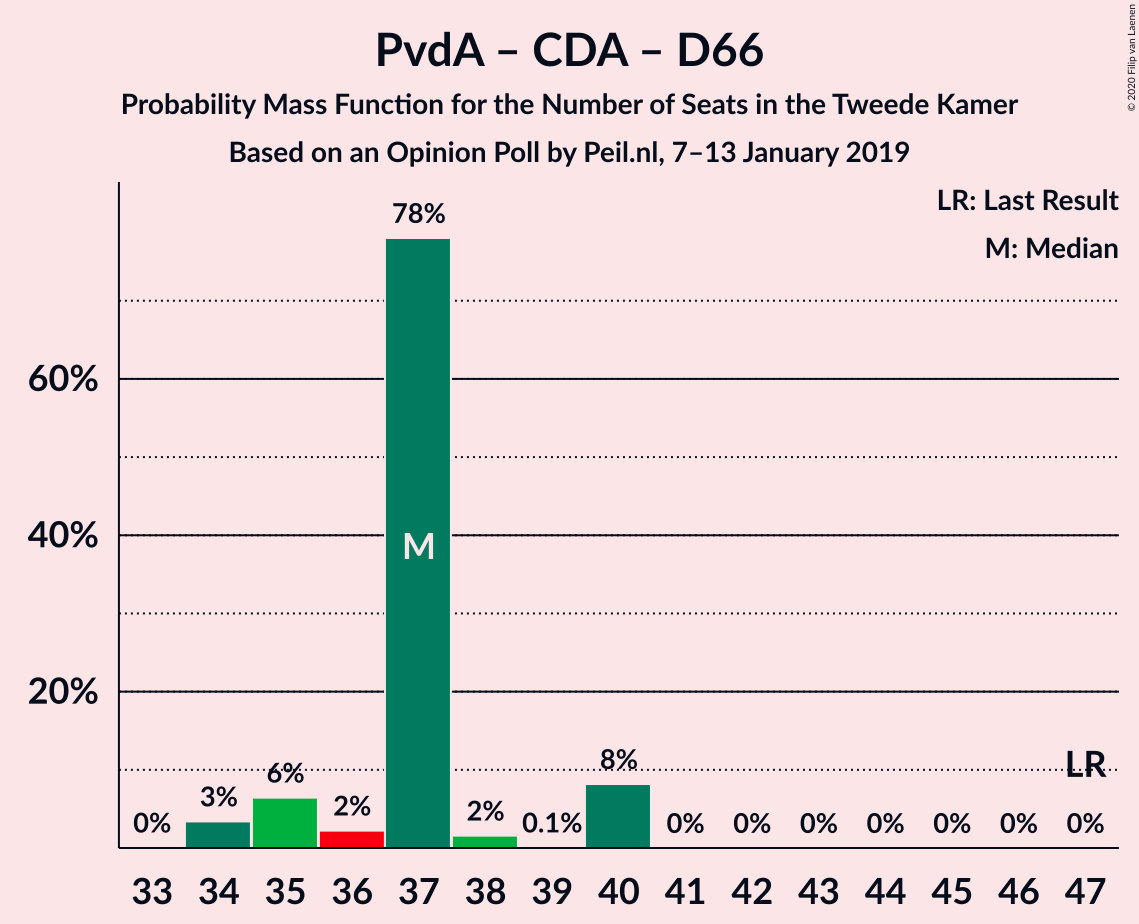 PvdA – CDA – D66
Probability Mass Function for the Number of Seats in the Tweede Kamer
Based on an Opinion Poll by Peil.nl, 7–13 January 2019
© 2020 Filip van Laenen
LR: Last Result
M: Median
78%
60%
40%
M
20%
0%
3%
6%
2%
2%
0.1%
8%
0%
0%
0%
0%
0%
0%
0%
LR
33 34 35 36 37 38 39 40 41 42 43 44 45 46 47